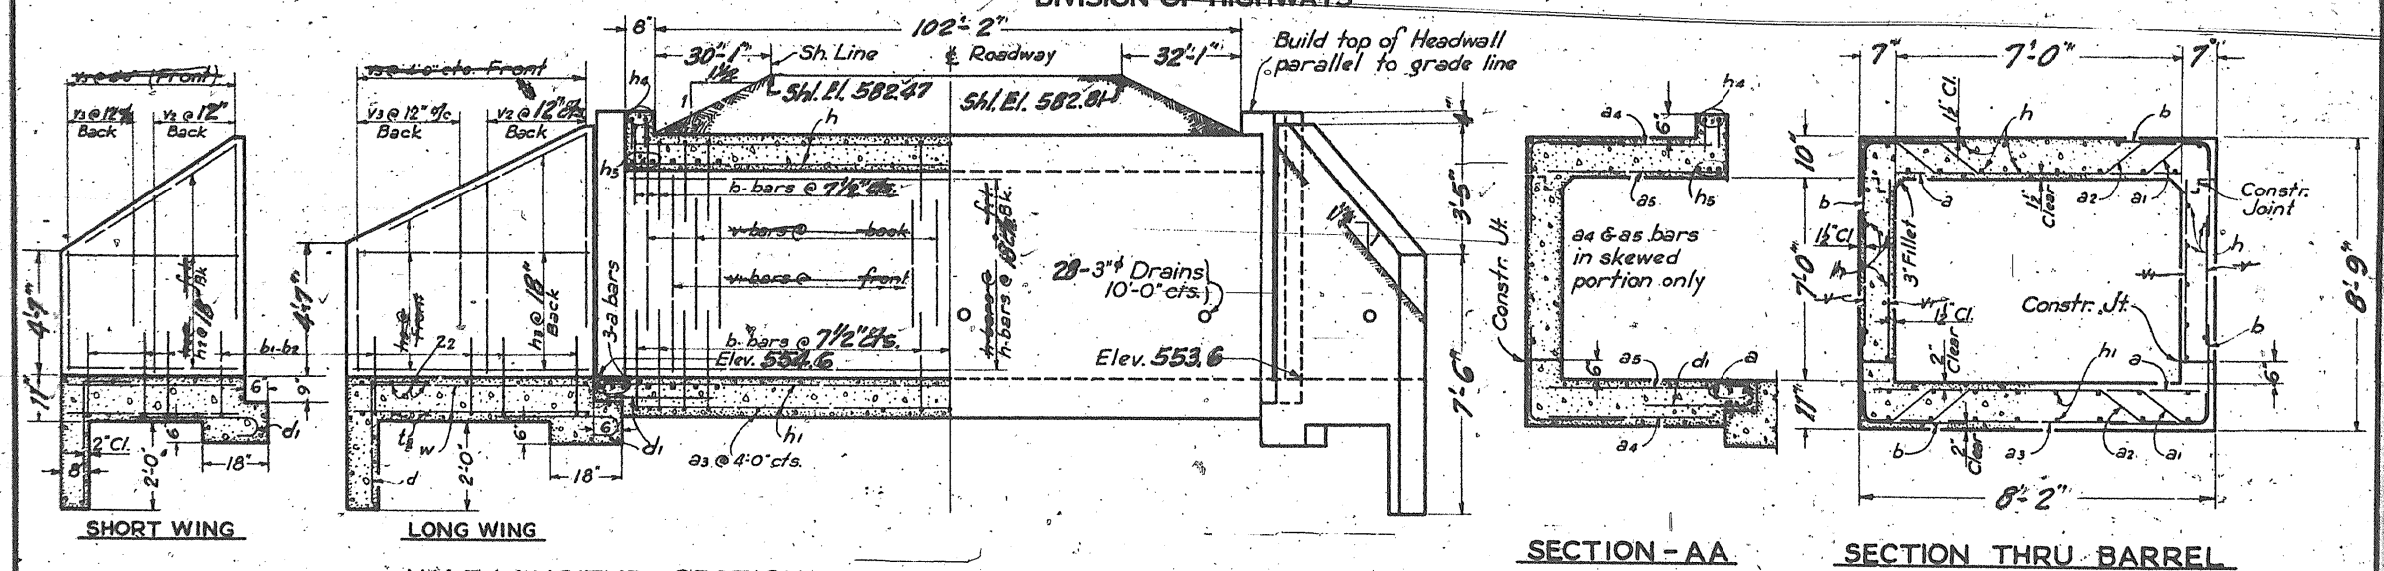 DIVISION OF HIGHWAYS
8"
102'-2"
30'-1"
Sh. Line
℄ Roadway
32'-1"
1½
1
Shl. El. 582.47
Shl. El. 582.81
Build top of Headwall
parallel to grade line
v3 @ 12" c/c
Back
v2 @ 12"
Back
v3 @ 12" c/c
Back
v2 @ 12" cts
Back
h4
h
h5
b-bars @ 7½" cts.
v-bars @ back
v-bars @ front
h-bars @ 18" Bk.
3-a bars
28-3"ø Drains
10'-0" cts.
b-bars @ 7½" cts.
Elev. 554.6
Elev. 553.6
4"
3'-5"
7'-6"
4'-7"
11"
h2 @ 18" Bk
b1-b2
6"
9"
d1
2" Cl.
6"
8"
2'-0"
18"
SHORT WING
4'-7"
Front
h3 @ 18"
Back
w
d
2'-0"
6"
6"
18"
d1
h1
a3 @ 4'-0" cts.
LONG WING
Constr. Jt.
a4
6"
h4
a5
h5
a4 & a5 bars
in skewed
portion only
6"
a5
d1
a
a4
SECTION-AA
7"
7'-0"
7"
1½ Cl.
h
b
10"
7'-0"
11"
b
a
1½"
Clear
a2
a1
Constr.
Joint
1½" Cl.
h
v
3" Fillet
v1
1½ Cl.
h
v
v1
Constr. Jt.
b
2"
Clear
h1
a
6"
b
2"
Clear
a3
a2
a1
8'-9"
8'-2"
SECTION THRU BARREL